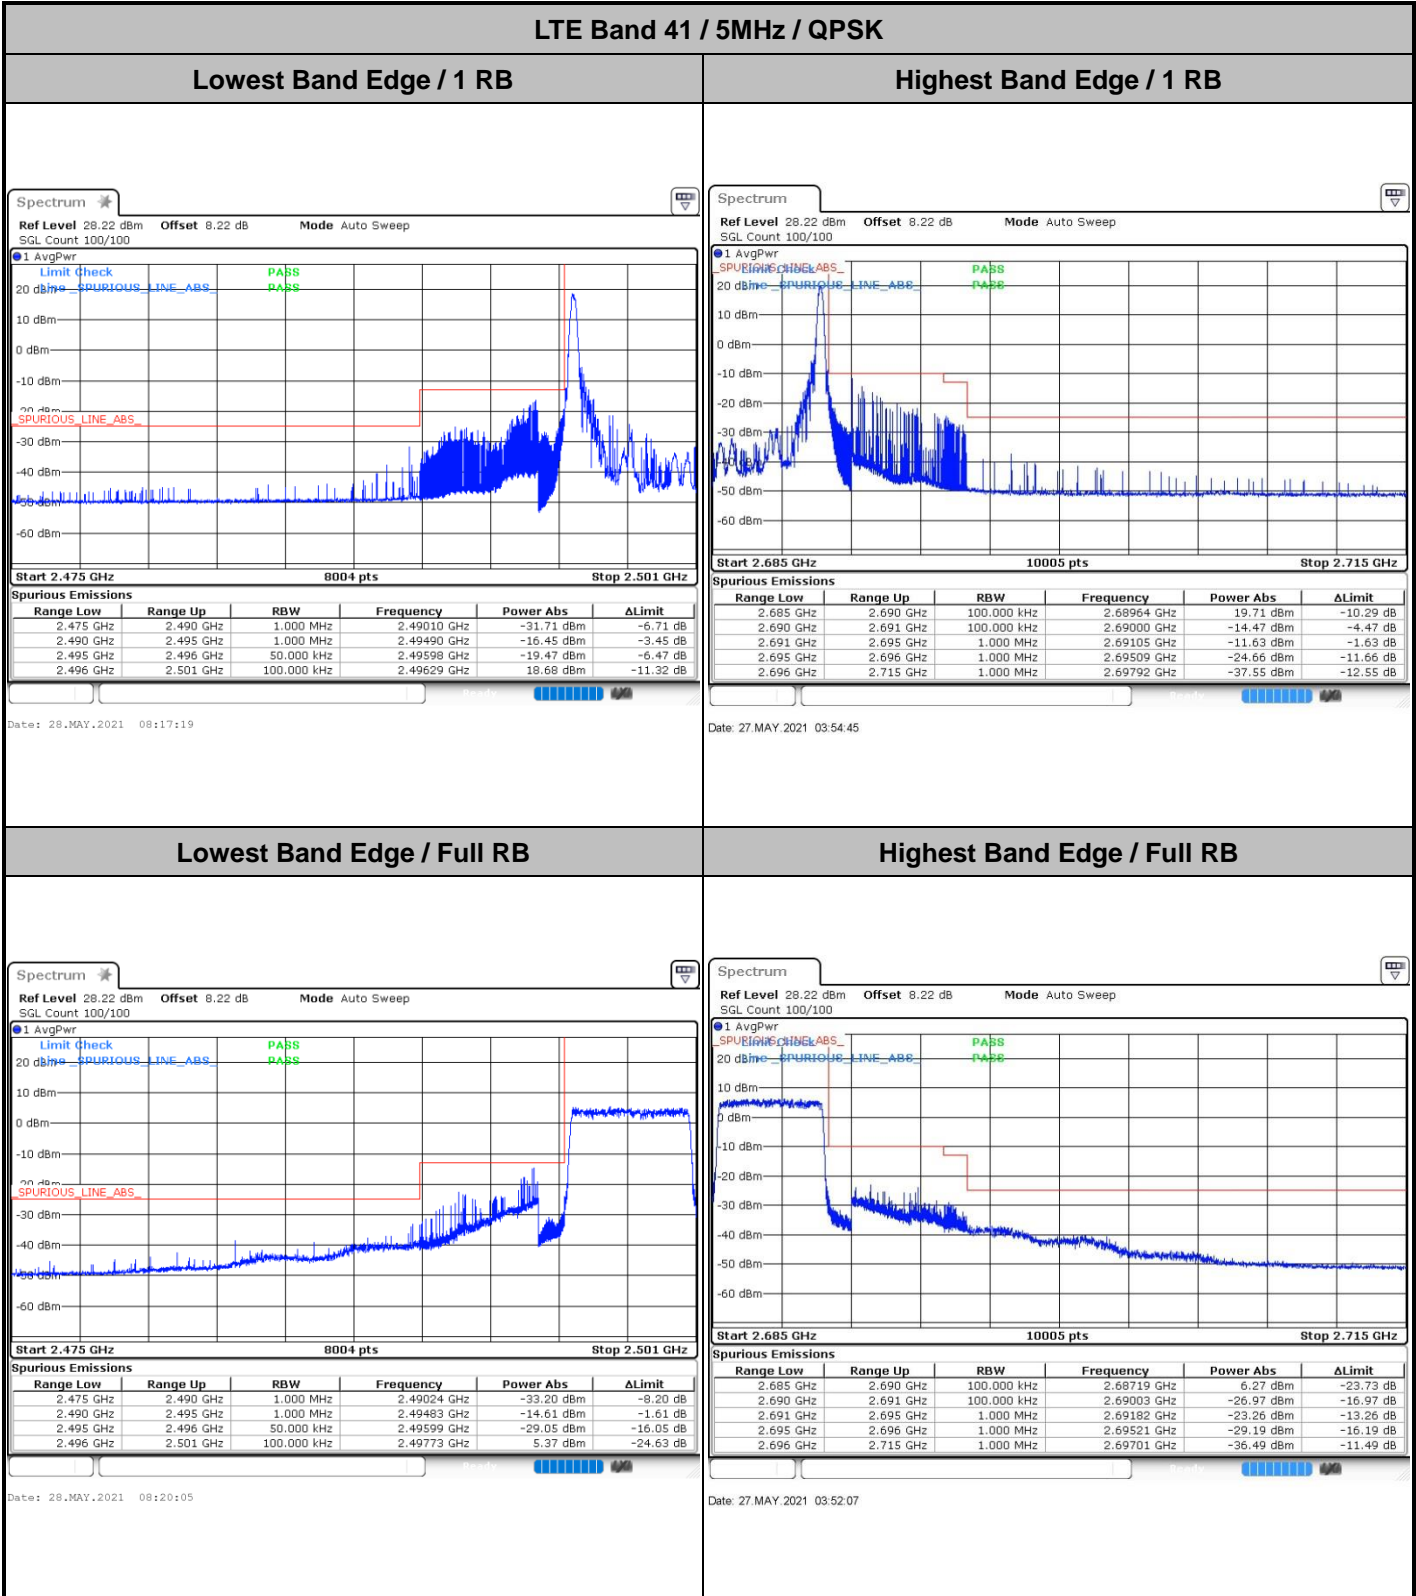 LTE Band 41 / 5MHz / QPSK
Lowest Band Edge / 1 RB
Highest Band Edge / 1 RB
Spectrum
Ref Level 28.22 dBm Offset 8.22 dB Mode Auto Sweep
SGL Count 100/100
1 AvgPwr
Limit Check PASS
Line _SPURIOUS_LINE_ABS_ PASS
20 dBm
10 dBm
0 dBm
-10 dBm
-20 dBm
_SPURIOUS_LINE_ABS_
-30 dBm
-40 dBm
-50 dBm
-60 dBm
Start 2.475 GHz 8004 pts Stop 2.501 GHz
Spurious Emissions
Range Low Range Up RBW Frequency Power Abs ΔLimit
2.475 GHz 2.490 GHz 1.000 MHz 2.49010 GHz -31.71 dBm -6.71 dB
2.490 GHz 2.495 GHz 1.000 MHz 2.49490 GHz -16.45 dBm -3.45 dB
2.495 GHz 2.496 GHz 50.000 kHz 2.49598 GHz -19.47 dBm -6.47 dB
2.496 GHz 2.501 GHz 100.000 kHz 2.49629 GHz 18.68 dBm -11.32 dB
Ready
Date: 28.MAY.2021 08:17:19
Spectrum
Ref Level 28.22 dBm Offset 8.22 dB Mode Auto Sweep
SGL Count 100/100
1 AvgPwr
_SPURIOUS_LINE_ABS_
Limit Check PASS
20 dBm
Line _SPURIOUS_LINE_ABS_ PASS
10 dBm
0 dBm
-10 dBm
-20 dBm
-30 dBm
-40 dBm
-50 dBm
-60 dBm
Start 2.685 GHz 10005 pts Stop 2.715 GHz
Spurious Emissions
Range Low Range Up RBW Frequency Power Abs ΔLimit
2.685 GHz 2.690 GHz 100.000 kHz 2.68964 GHz 19.71 dBm -10.29 dB
2.690 GHz 2.691 GHz 100.000 kHz 2.69000 GHz -14.47 dBm -4.47 dB
2.691 GHz 2.695 GHz 1.000 MHz 2.69105 GHz -11.63 dBm -1.63 dB
2.695 GHz 2.696 GHz 1.000 MHz 2.69509 GHz -24.66 dBm -11.66 dB
2.696 GHz 2.715 GHz 1.000 MHz 2.69792 GHz -37.55 dBm -12.55 dB
Date: 27.MAY.2021 03:54:45
Lowest Band Edge / Full RB
Highest Band Edge / Full RB
Spectrum
Ref Level 28.22 dBm Offset 8.22 dB Mode Auto Sweep
SGL Count 100/100
1 AvgPwr
Limit Check PASS
Line _SPURIOUS_LINE_ABS_ PASS
20 dBm
10 dBm
0 dBm
-10 dBm
-20 dBm
_SPURIOUS_LINE_ABS_
-30 dBm
-40 dBm
-50 dBm
-60 dBm
Start 2.475 GHz 8004 pts Stop 2.501 GHz
Spurious Emissions
Range Low Range Up RBW Frequency Power Abs ΔLimit
2.475 GHz 2.490 GHz 1.000 MHz 2.49024 GHz -33.20 dBm -8.20 dB
2.490 GHz 2.495 GHz 1.000 MHz 2.49483 GHz -14.61 dBm -1.61 dB
2.495 GHz 2.496 GHz 50.000 kHz 2.49599 GHz -29.05 dBm -16.05 dB
2.496 GHz 2.501 GHz 100.000 kHz 2.49773 GHz 5.37 dBm -24.63 dB
Date: 28.MAY.2021 08:20:05
Spectrum
Ref Level 28.22 dBm Offset 8.22 dB Mode Auto Sweep
SGL Count 100/100
1 AvgPwr
_SPURIOUS_LINE_ABS_
Limit Check PASS
20 dBm
Line _SPURIOUS_LINE_ABS_ PASS
10 dBm
0 dBm
-10 dBm
-20 dBm
-30 dBm
-40 dBm
-50 dBm
-60 dBm
Start 2.685 GHz 10005 pts Stop 2.715 GHz
Spurious Emissions
Range Low Range Up RBW Frequency Power Abs ΔLimit
2.685 GHz 2.690 GHz 100.000 kHz 2.68719 GHz 6.27 dBm -23.73 dB
2.690 GHz 2.691 GHz 100.000 kHz 2.69003 GHz -26.97 dBm -16.97 dB
2.691 GHz 2.695 GHz 1.000 MHz 2.69182 GHz -23.26 dBm -13.26 dB
2.695 GHz 2.696 GHz 1.000 MHz 2.69521 GHz -29.19 dBm -16.19 dB
2.696 GHz 2.715 GHz 1.000 MHz 2.69701 GHz -36.49 dBm -11.49 dB
Date: 27.MAY.2021 03:52:07